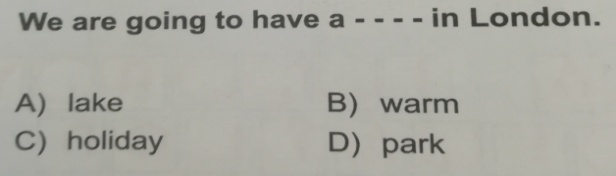 We are going to have a - - - - in London.
A) lake B) warm
C) holiday D) park